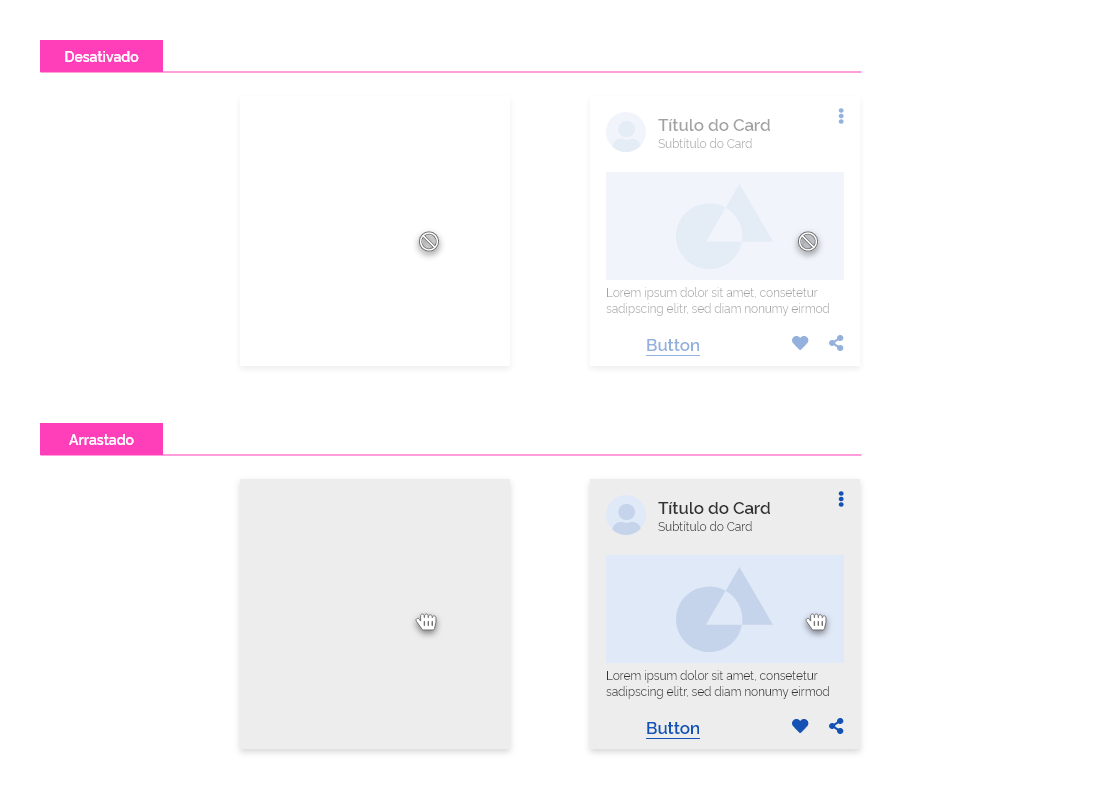 Desativado
Título do Card
Subtítulo do Card
Lorem ipsum dolor sit amet, consetetur
sadipscing elitr, sed diam nonumy eirmod
Button
Arrastado
Título do Card
Subtítulo do Card
Lorem ipsum dolor sit amet, consetetur
sadipscing elitr, sed diam nonumy eirmod
Button